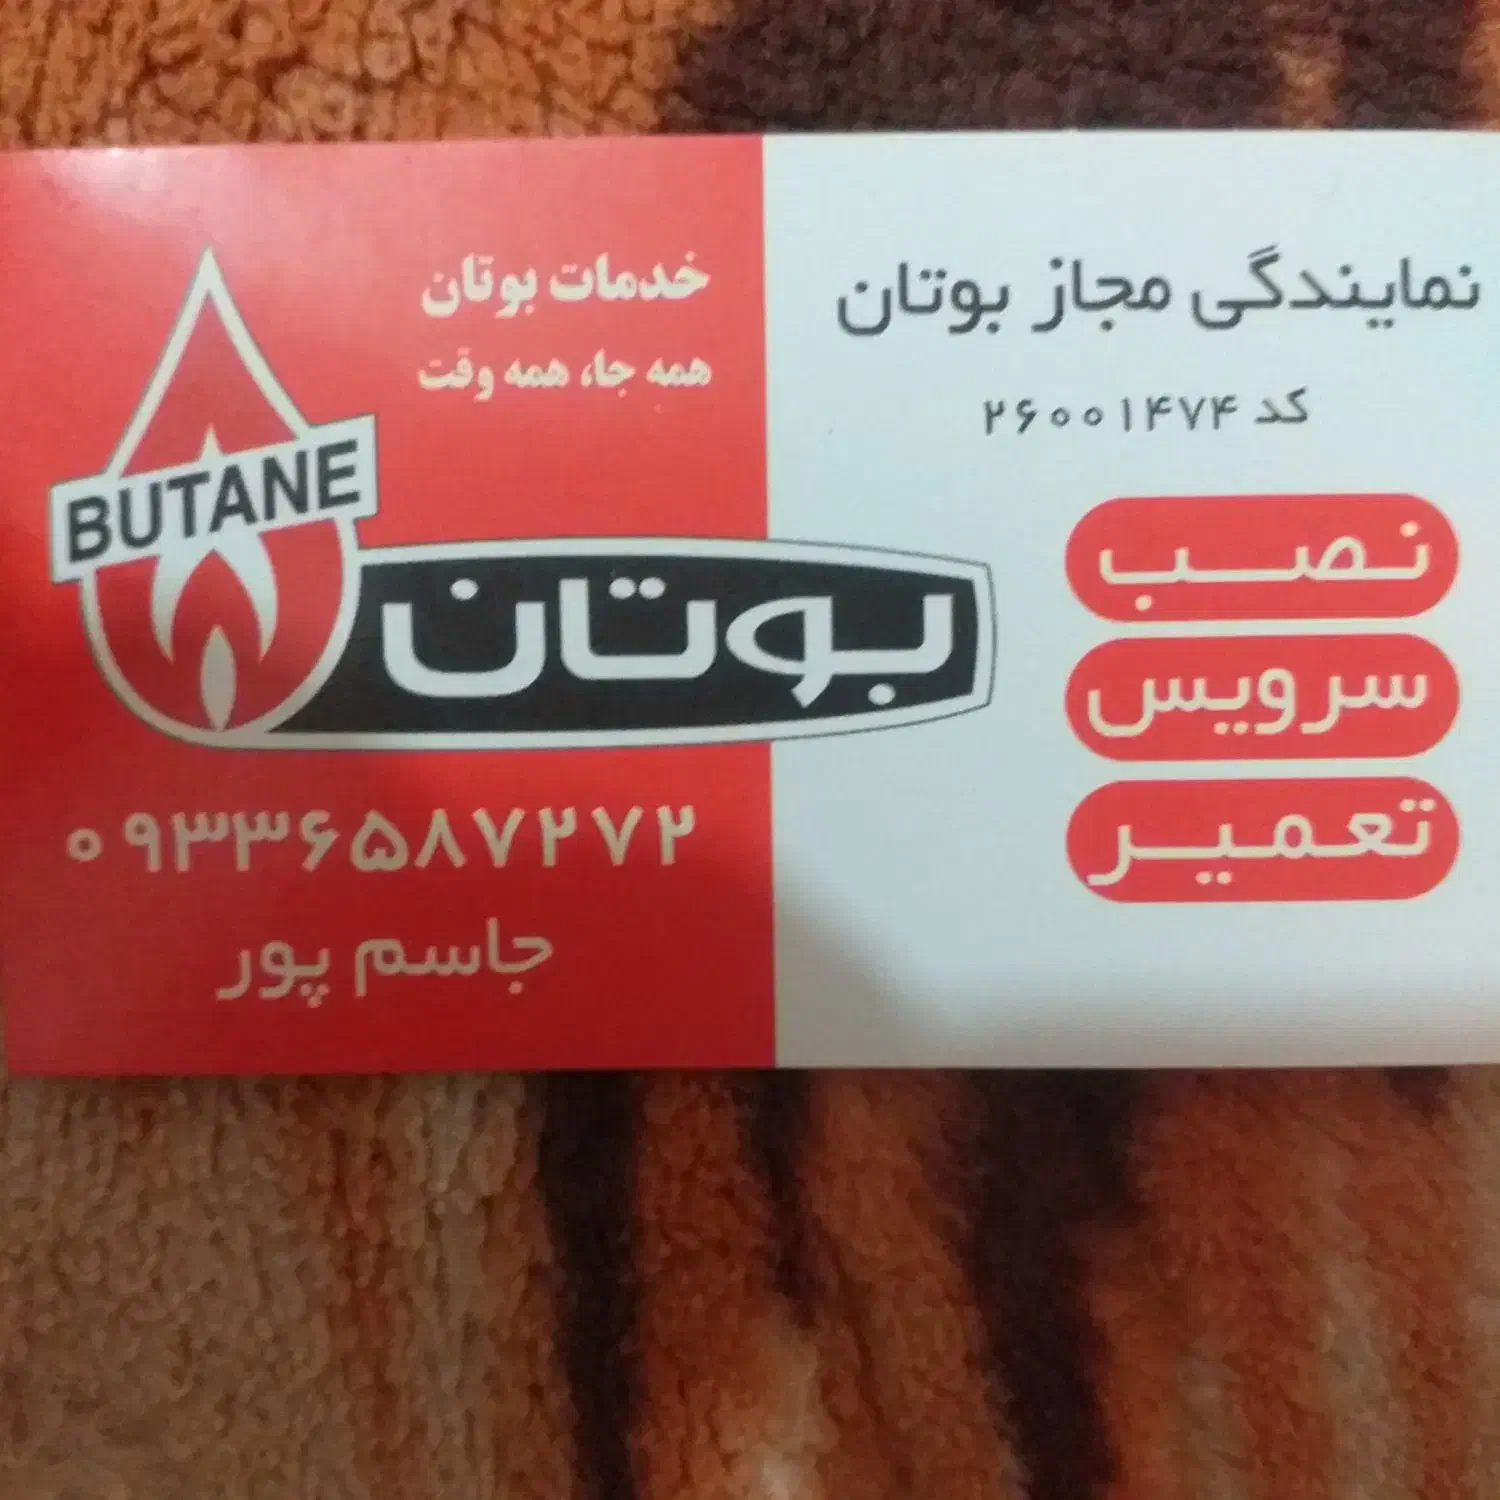 نمایندگی مجاز بوتان
کد ۲۶۰۰۱۴۷۴
نصب
سرویس
تعمیر
خدمات بوتان
همه جا، همه وقت
BUTANE
بوتان
۰۹۳۳۶۵۸۷۲۷۲
جاسم پور